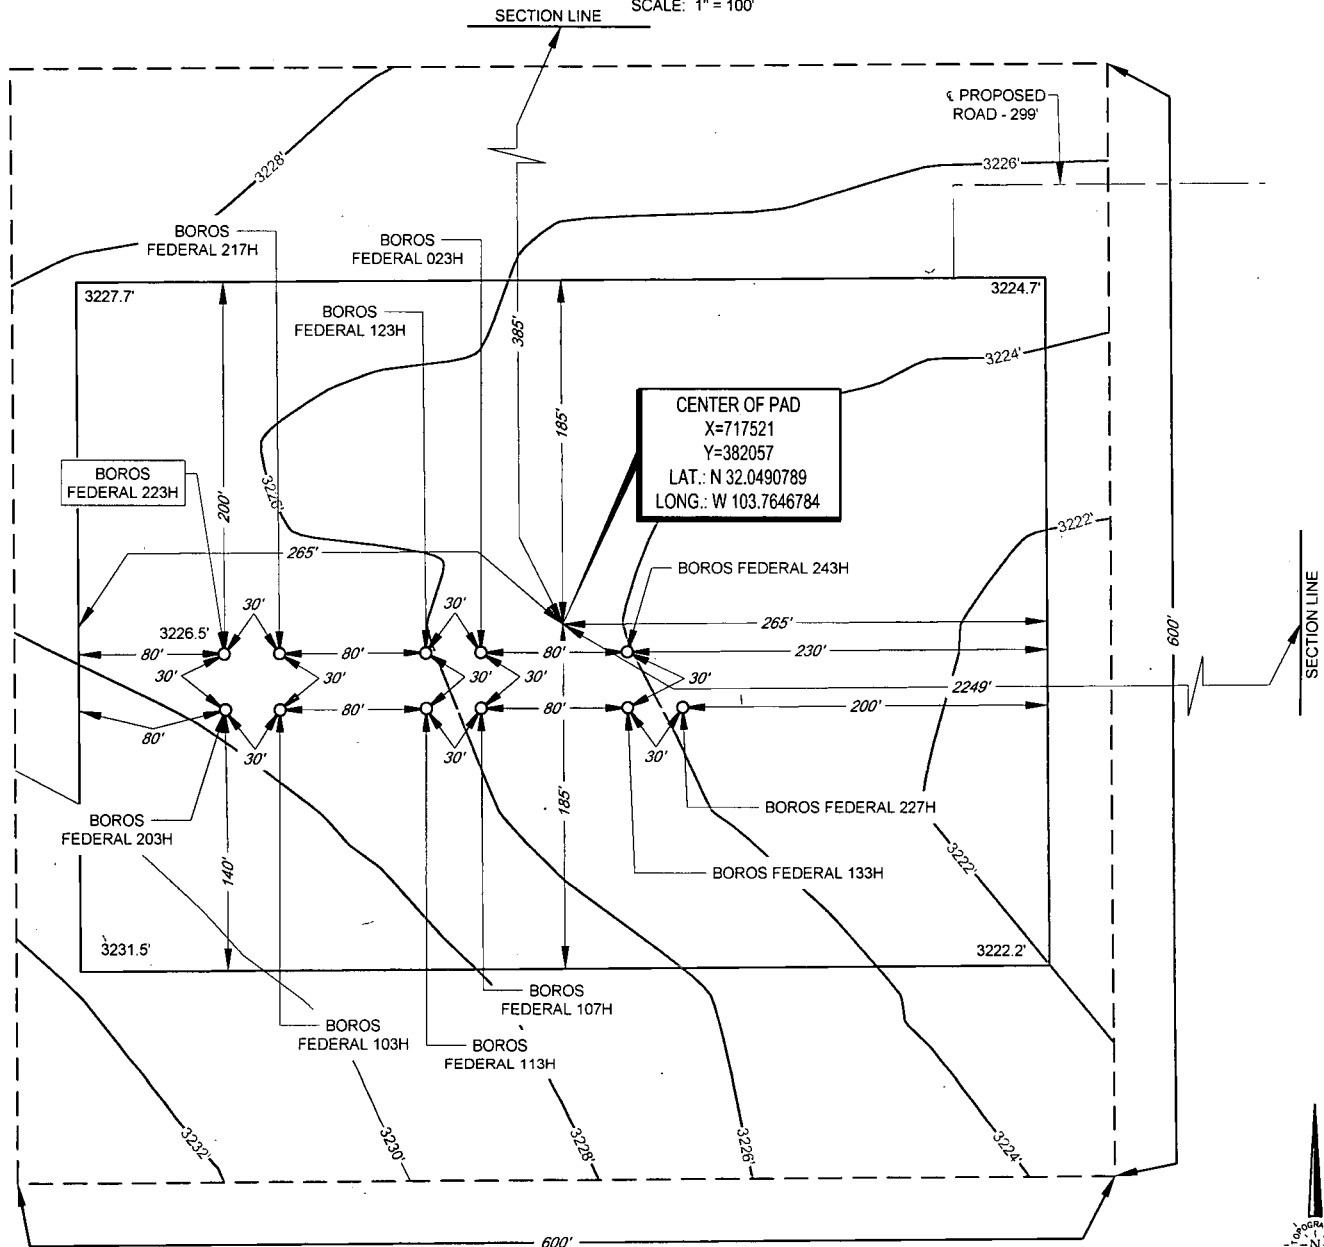 SCALE: 1" = 100'
SECTION LINE
℄ PROPOSED
ROAD - 299'
3228'
3226'
BOROS
FEDERAL 217H
BOROS
FEDERAL 023H
3227.7'
3224.7'
BOROS
FEDERAL 123H
385'
3224'
185'
CENTER OF PAD
X=717521
Y=382057
LAT.: N 32.0490789
LONG.: W 103.7646784
BOROS
FEDERAL 223H
200'
3226'
3222'
265'
BOROS FEDERAL 243H
SECTION LINE
30'
30'
3226.5'
265'
600'
80'
80'
80'
230'
30'
30'
30'
30'
30'
2249'
80'
80'
80'
200'
30'
30'
30'
185'
BOROS FEDERAL 227H
BOROS
FEDERAL 203H
140'
3222'
BOROS FEDERAL 133H
3231.5'
3222.2'
BOROS
FEDERAL 107H
BOROS
FEDERAL 103H
BOROS
FEDERAL 113H
3232'
3230'
3228'
3226'
3224'
600'
N